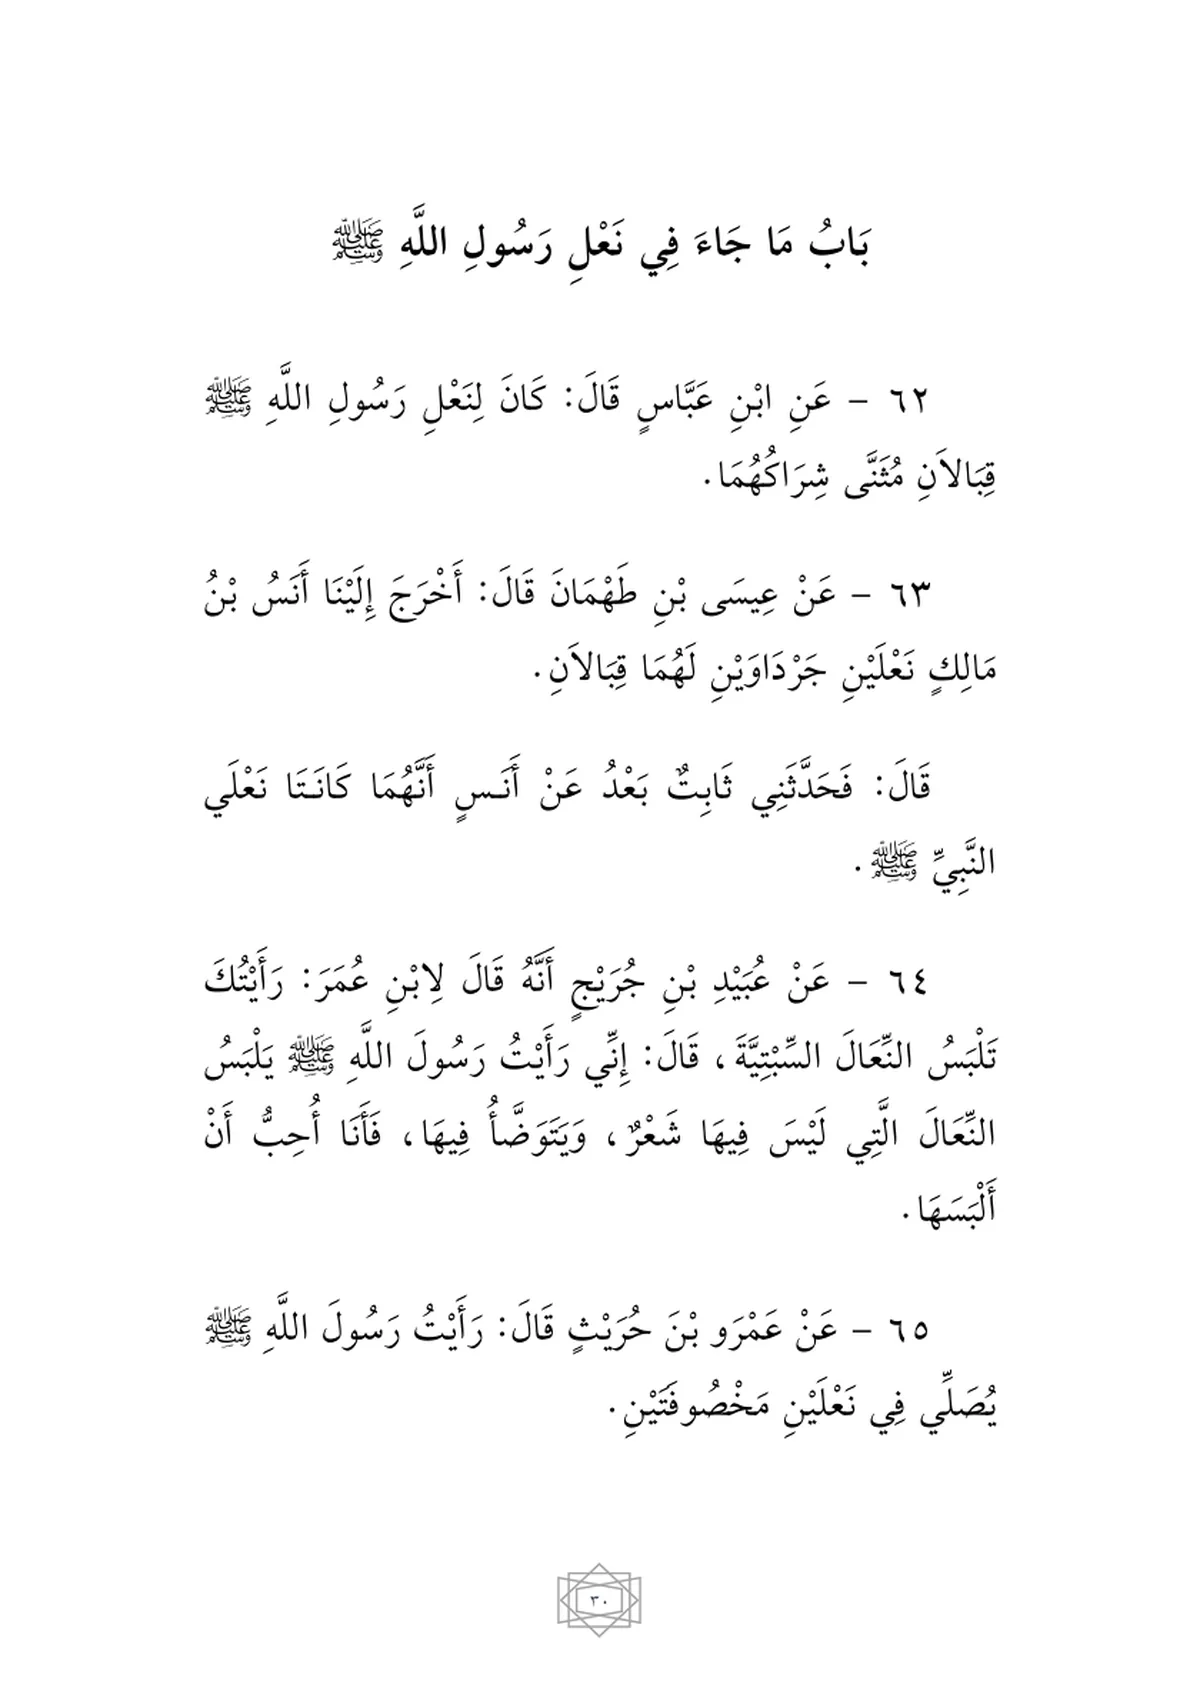 بَابُ مَا جَاءَ فِي نَعْلِ رَسُولِ اللَّهِ ﷺ
٦٢ – عَنِ ابْنِ عَبَّاسٍ قَالَ: كَانَ لِنَعْلِ رَسُولِ اللَّهِ ﷺ
قِبَالاَنِ مُثَنَّى شِرَاكُهُمَا.
٦٣ – عَنْ عِيسَى بْنِ طَهْمَانَ قَالَ: أَخْرَجَ إِلَيْنَا أَنَسُ بْنُ
مَالِكٍ نَعْلَيْنِ جَرْدَاوَيْنِ لَهُمَا قِبَالاَنِ.
قَالَ: فَحَدَّثَنِي ثَابِتٌ بَعْدُ عَنْ أَنَسٍ أَنَّهُمَا كَانَتَا نَعْلَي
النَّبِيِّ ﷺ.
٦٤ – عَنْ عُبَيْدِ بْنِ جُرَيْجٍ أَنَّهُ قَالَ لِابْنِ عُمَرَ: رَأَيْتُكَ
تَلْبَسُ النِّعَالَ السِّبْتِيَّةَ، قَالَ: إِنِّي رَأَيْتُ رَسُولَ اللَّهِ ﷺ يَلْبَسُ
النِّعَالَ الَّتِي لَيْسَ فِيهَا شَعْرٌ، وَيَتَوَضَّأُ فِيهَا، فَأَنَا أُحِبُّ أَنْ
أَلْبَسَهَا.
٦٥ – عَنْ عَمْرَو بْنَ حُرَيْثٍ قَالَ: رَأَيْتُ رَسُولَ اللَّهِ ﷺ
يُصَلِّي فِي نَعْلَيْنِ مَخْصُوفَتَيْنِ.
٣٠